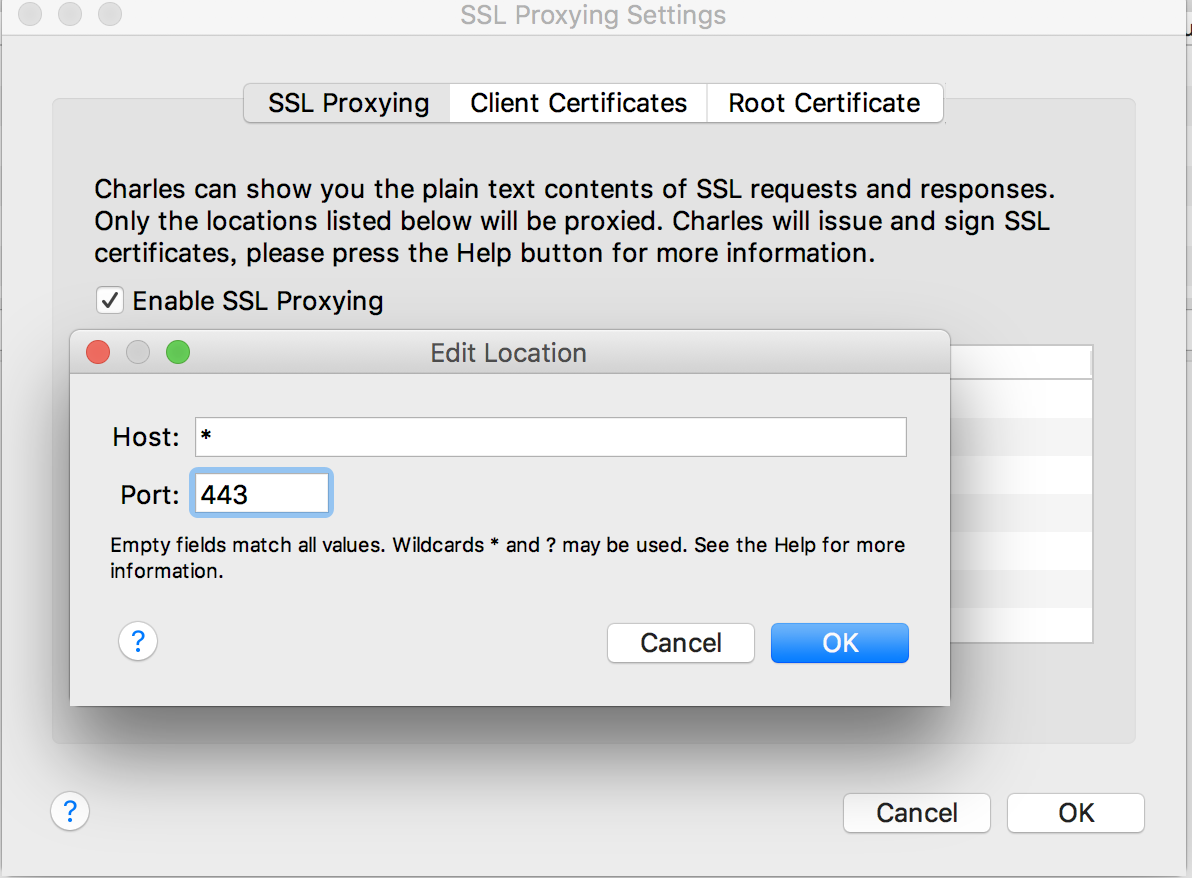 SSL Proxying Settings
SSL Proxying Client Certificates Root Certificate
Charles can show you the plain text contents of SSL requests and responses.
Only the locations listed below will be proxied. Charles will issue and sign SSL
certificates, please press the Help button for more information.
Enable SSL Proxying
Edit Location
Host: *
Port: 443
Empty fields match all values. Wildcards * and ? may be used. See the Help for more
information.
? Cancel OK
? Cancel OK